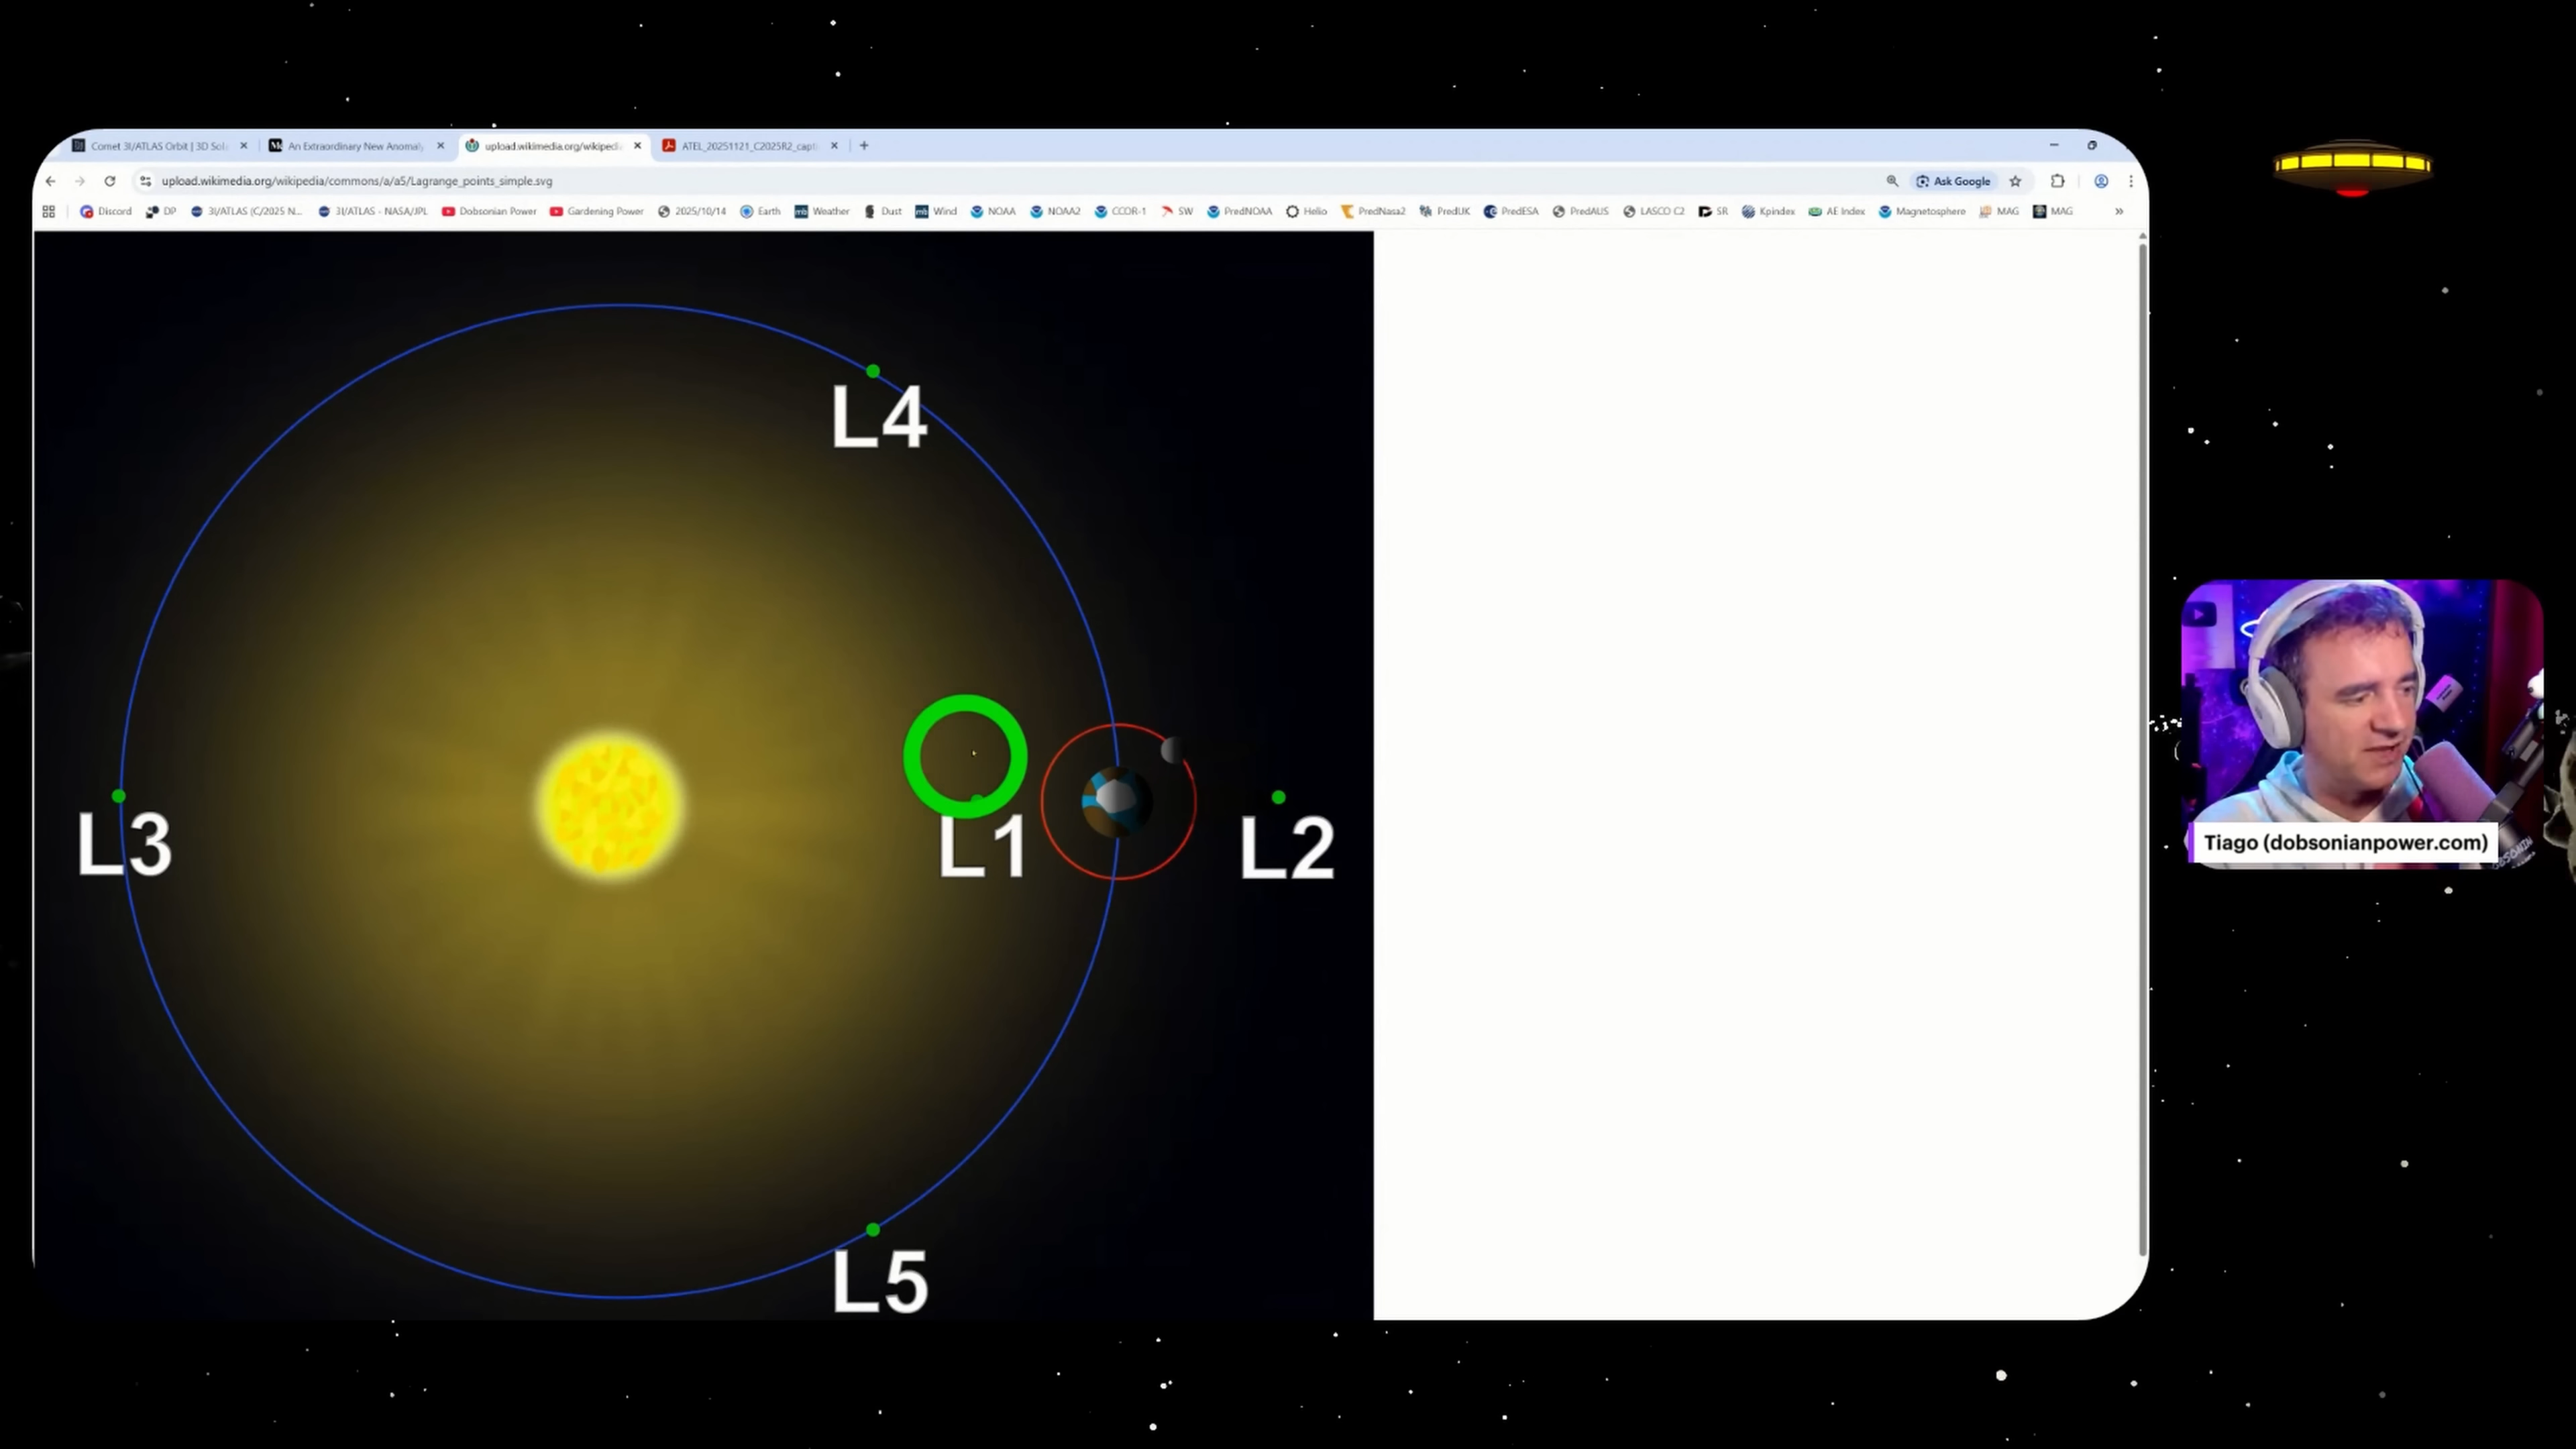 Comet 3I/ATLAS Orbit | 3D Sol
An Extraordinary New Anomaly
upload.wikimedia.org/wikipedi
ATEL_20251121_C2025R2_capt
upload.wikimedia.org/wikipedia/commons/a/a5/Lagrange_points_simple.svg
Ask Google
Discord DP 3I/ATLAS (C/2025 N... 3I/ATLAS - NASA/JPL Dobsonian Power Gardening Power 2025/10/14 Earth Weather Dust Wind NOAA NOAA2 CCOR-1 SW PredNOAA Helio PredNasa2 PredUK PredESA PredAUS LASCO C2 SR Kpindex AE Index Magnetosphere MAG MAG »
L4
L3
L1
L2
L5
Tiago (dobsonianpower.com)